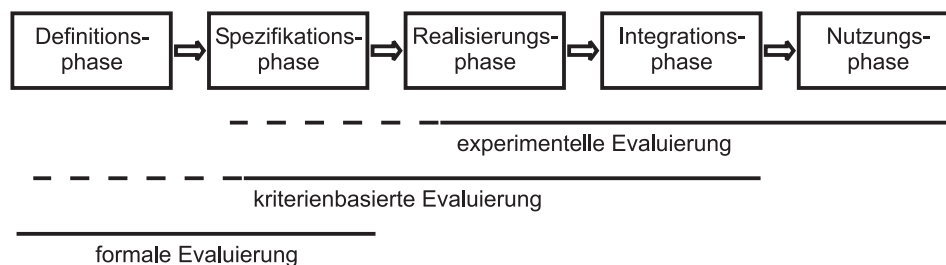 Definitions-
phase
Spezifikations-
phase
Realisierungs-
phase
Integrations-
phase
Nutzungs-
phase
experimentelle Evaluierung
kriterienbasierte Evaluierung
formale Evaluierung